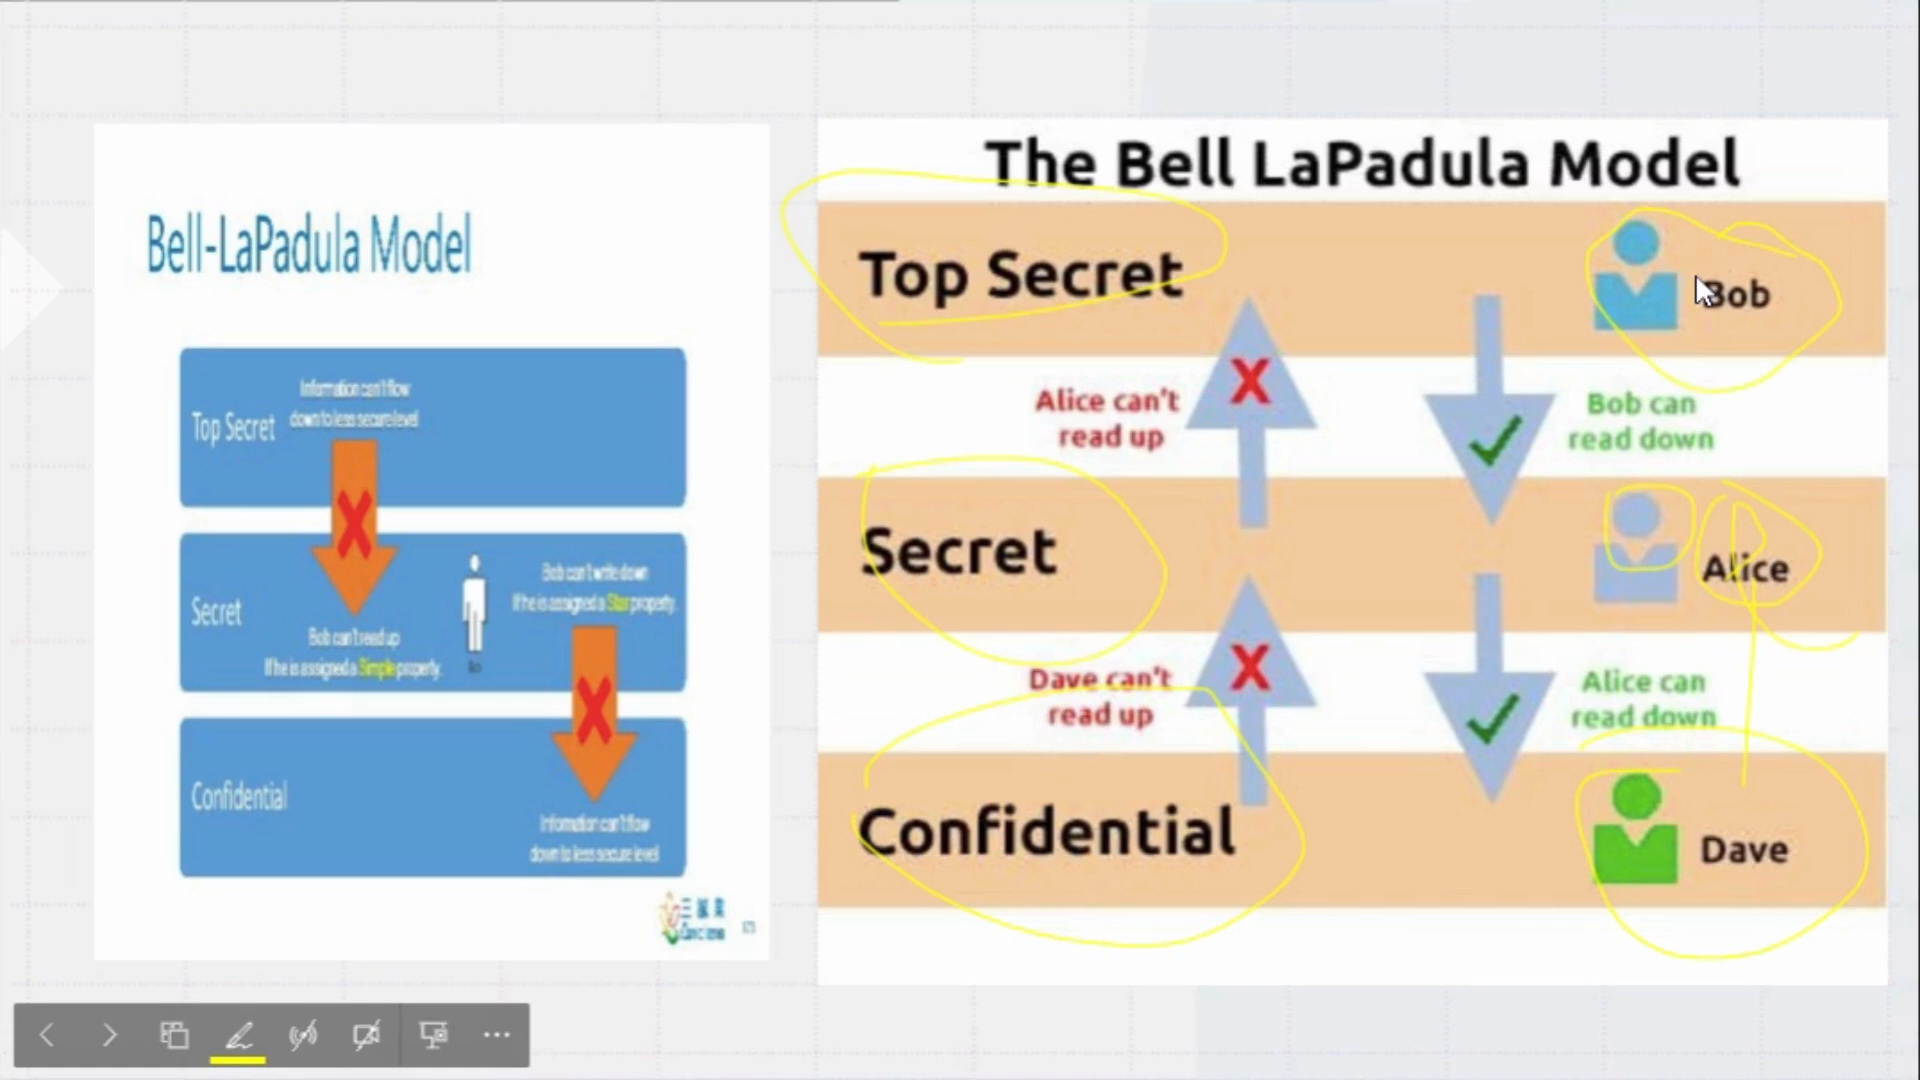 Bell-LaPadula Model
Information can't flow
down to less secure level
Top Secret
Bob can't write down
If he is assigned a Star property.
Secret
Bob can't read up
If he is assigned a Simple property.
Confidential
Information can't flow
down to less secure level
The Bell LaPadula Model
Top Secret
Bob
Alice can't
read up
Bob can
read down
Secret
Alice
Dave can't
read up
Alice can
read down
Confidential
Dave